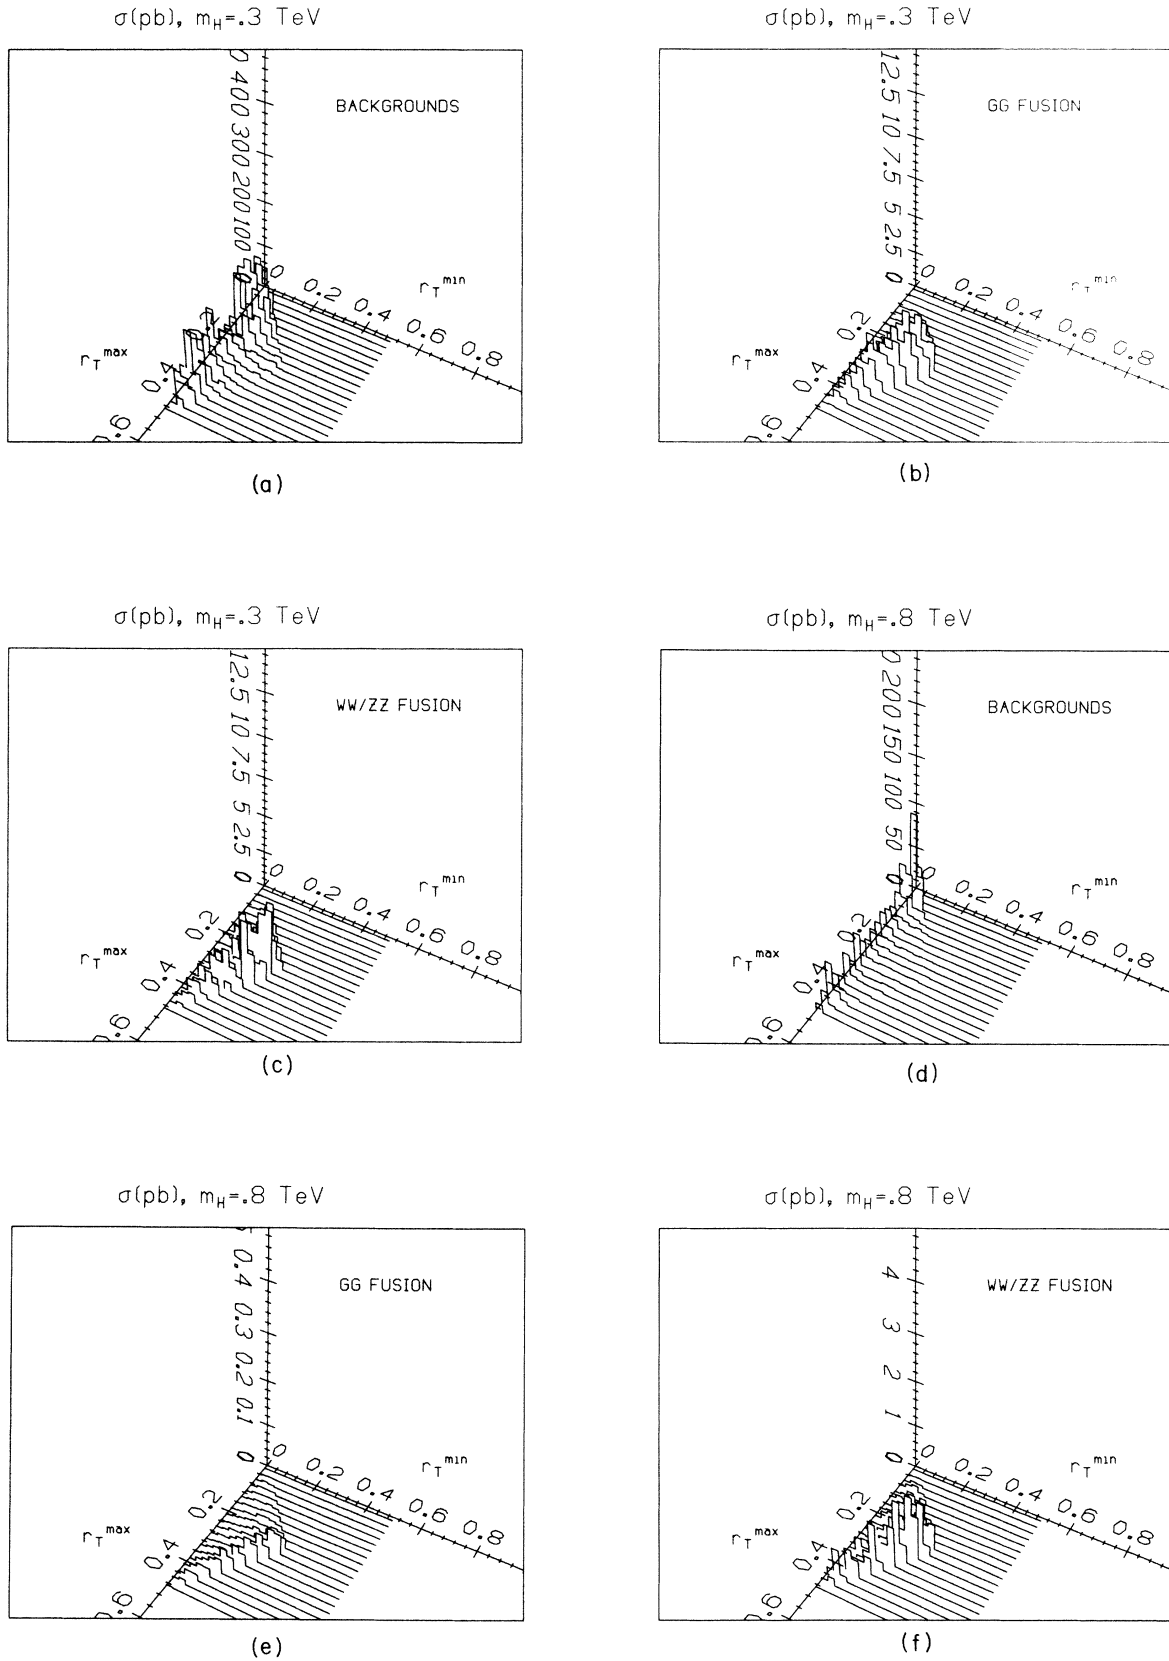 σ(pb), m_H=.3 TeV
0 400 300 200 100 0
BACKGROUNDS
0 0.2 0.4 0.6 0.8
r_T^min
r_T^max
0.4 0.6
(a)
σ(pb), m_H=.3 TeV
12.5 10 7.5 5 2.5 0
GG FUSION
0 0.2 0.4 0.6 0.8
r_T^min
r_T^max
0.2 0.4 0.6
(b)
σ(pb), m_H=.3 TeV
12.5 10 7.5 5 2.5 0
WW/ZZ FUSION
0 0.2 0.4 0.6 0.8
r_T^min
r_T^max
0.2 0.4 0.6
(c)
σ(pb), m_H=.8 TeV
0 200 150 100 50 0
BACKGROUNDS
0 0.2 0.4 0.6 0.8
r_T^min
r_T^max
0.2 0.4 0.6
(d)
σ(pb), m_H=.8 TeV
0.4 0.3 0.2 0.1 0
GG FUSION
0 0.2 0.4 0.6 0.8
r_T^min
r_T^max
0.2 0.4 0.6
(e)
σ(pb), m_H=.8 TeV
4 3 2 1 0
WW/ZZ FUSION
0 0.2 0.4 0.6 0.8
r_T^min
r_T^max
0.2 0.4 0.6
(f)